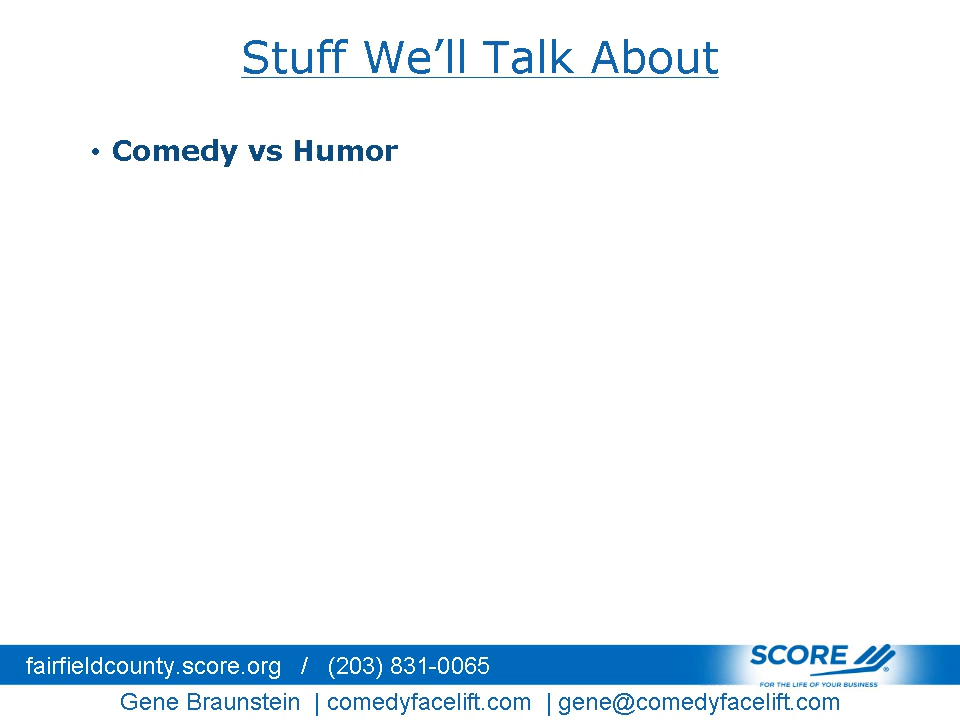 Stuff We’ll Talk About
• Comedy vs Humor
fairfieldcounty.score.org / (203) 831-0065
SCORE
FOR THE LIFE OF YOUR BUSINESS
®
Gene Braunstein | comedyfacelift.com | gene@comedyfacelift.com